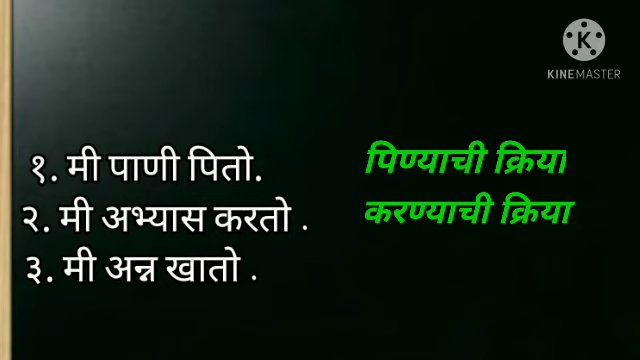 KINEMASTER
१. मी पाणी पितो. पिण्याची क्रिया
२. मी अभ्यास करतो . करण्याची क्रिया
३. मी अन्न खातो .